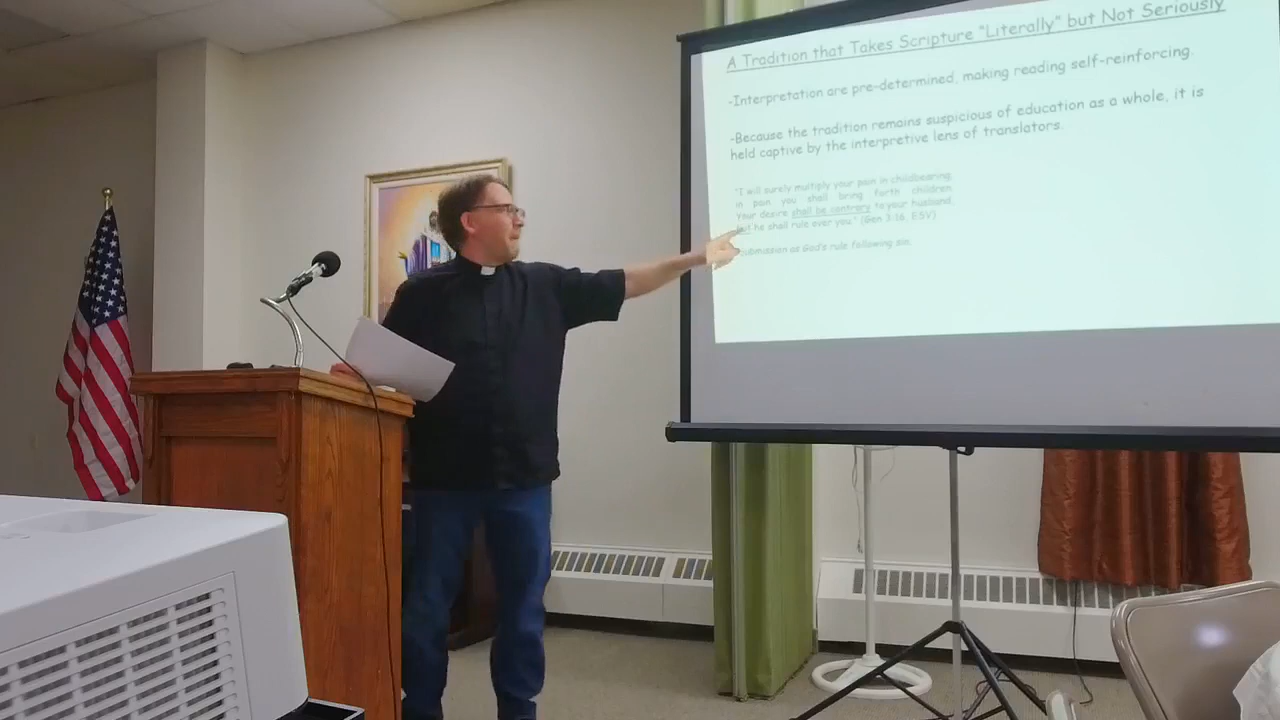 A Tradition that Takes Scripture "Literally" but Not Seriously
-Interpretation are pre-determined, making reading self-reinforcing.
-Because the tradition remains suspicious of education as a whole, it is
held captive by the interpretive lens of translators.
"I will surely multiply your pain in childbearing;
in pain you shall bring forth children.
Your desire shall be contrary to your husband,
but he shall rule over you." (Gen 3:16, ESV)
Submission as God's rule following sin.